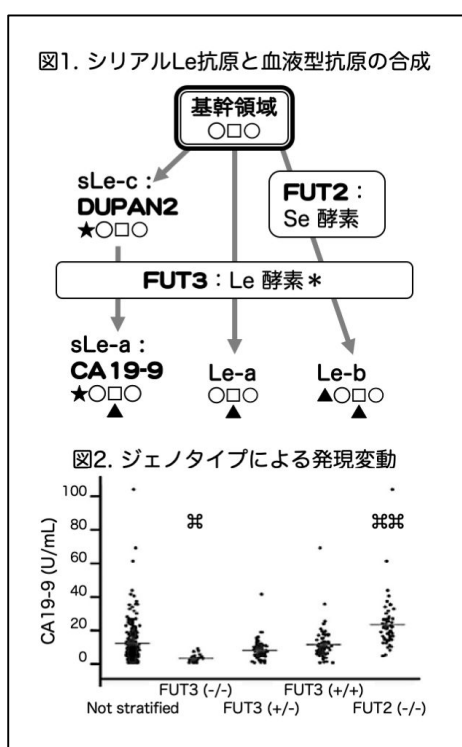 図1. シリアルLe抗原と血液型抗原の合成
基幹領域
○□○
sLe-c：
DUPAN2
★○□○
FUT2：
Se 酵素
FUT3：Le 酵素＊
sLe-a：
CA19-9
★○□○
▲
Le-a
○□○
▲
Le-b
▲○□○
▲
図2. ジェノタイプによる発現変動
CA19-9 (U/mL)
100
80
60
40
20
0
⌘
⌘⌘
Not stratified
FUT3 (-/-)
FUT3 (+/-)
FUT3 (+/+)
FUT2 (-/-)